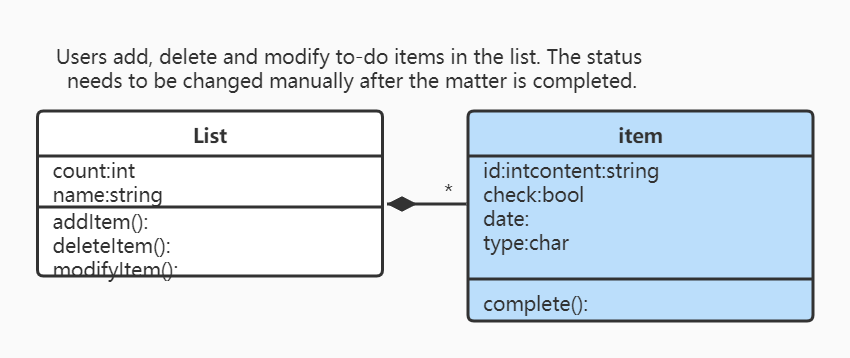 Users add, delete and modify to-do items in the list. The status
needs to be changed manually after the matter is completed.
List
count:int
name:string
addItem():
deleteItem():
modifyItem():
*
item
id:intcontent:string
check:bool
date:
type:char
complete():